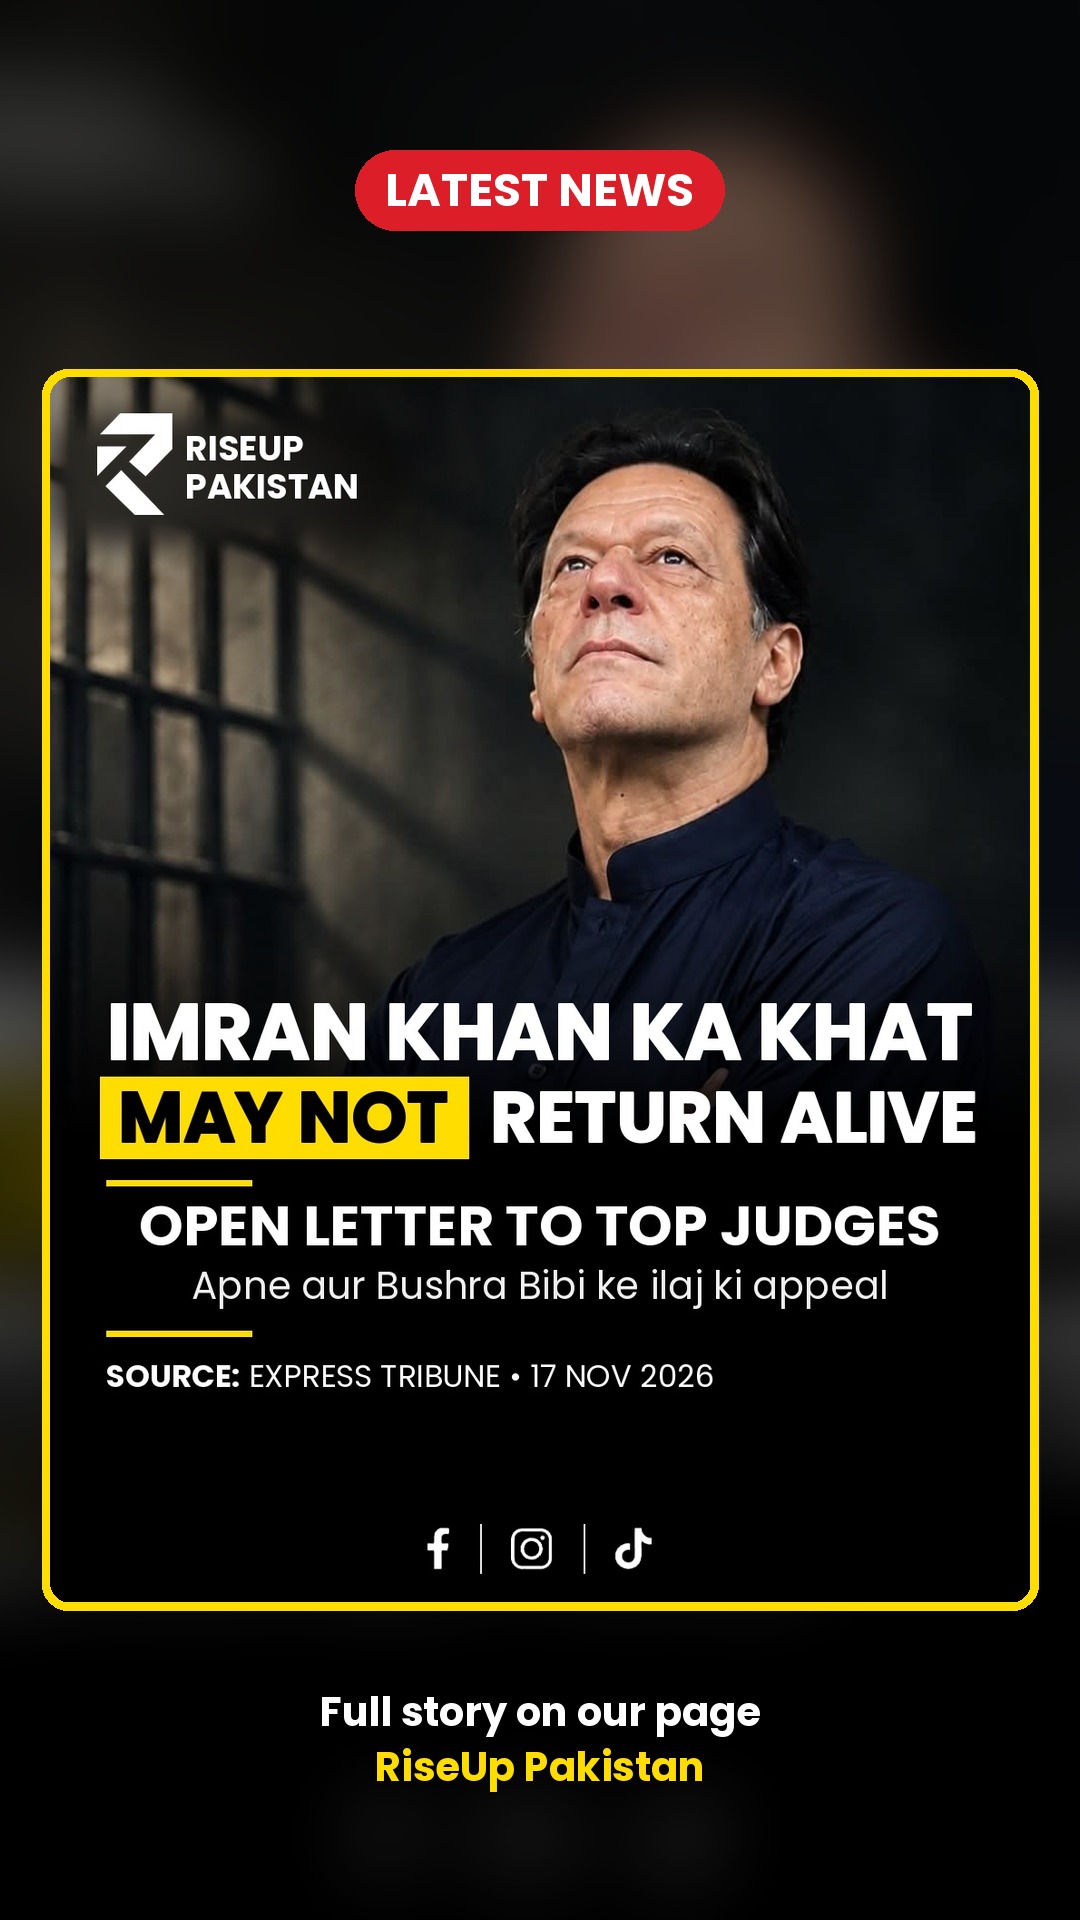 LATEST NEWS
RISEUP
PAKISTAN
IMRAN KHAN KA KHAT
MAY NOT RETURN ALIVE
OPEN LETTER TO TOP JUDGES
Apne aur Bushra Bibi ke ilaj ki appeal
SOURCE: EXPRESS TRIBUNE • 17 NOV 2026
Full story on our page
RiseUp Pakistan